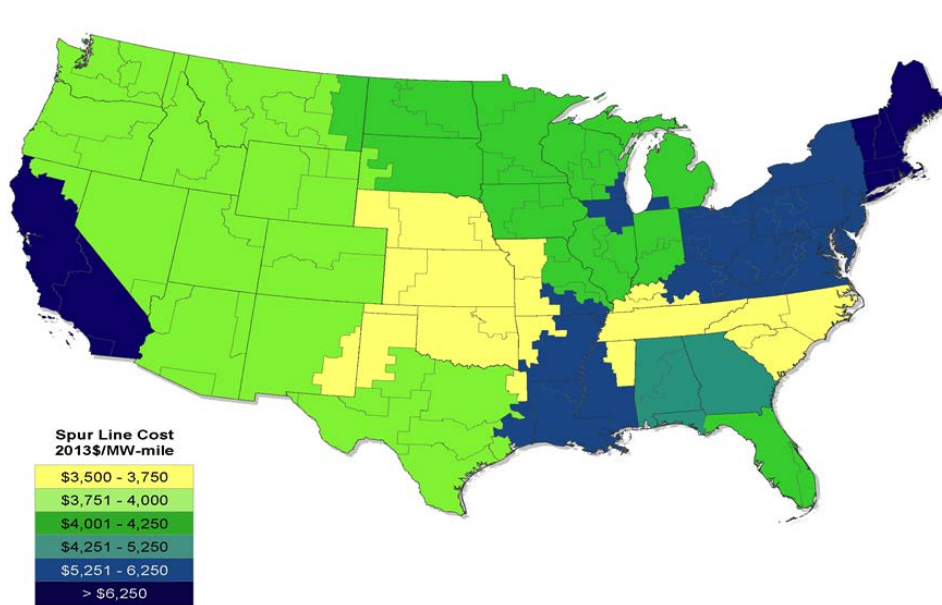 Spur Line Cost
2013$/MW-mile
$3,500 - 3,750
$3,751 - 4,000
$4,001 - 4,250
$4,251 - 5,250
$5,251 - 6,250
> $6,250